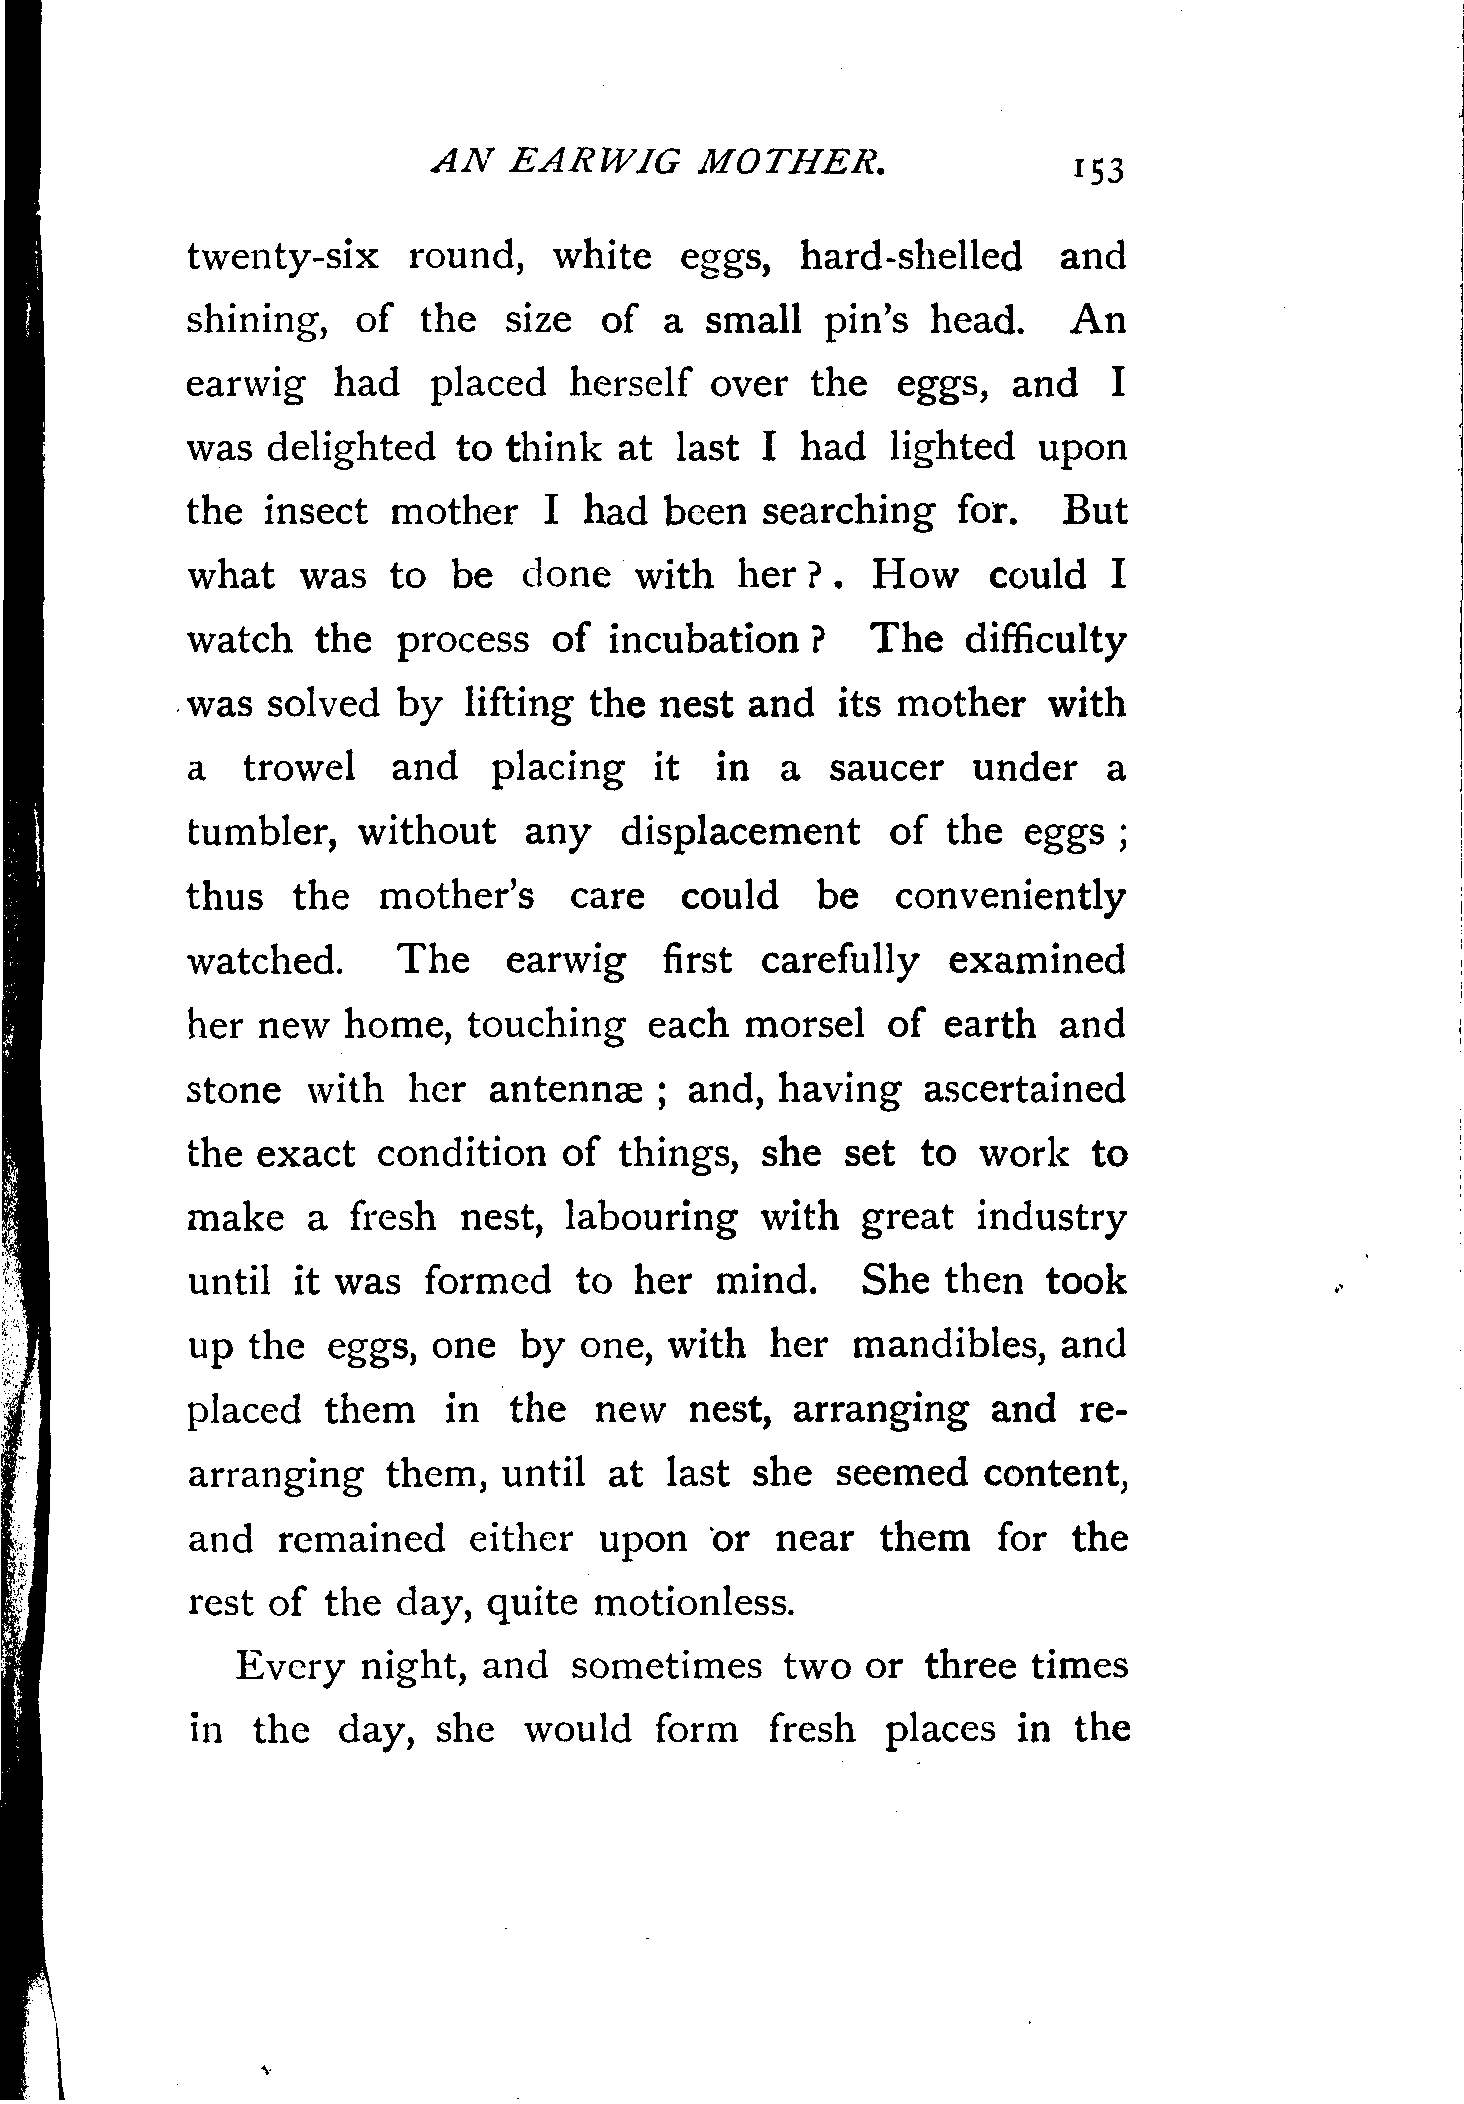 AN EARWIG MOTHER. 153
twenty-six round, white eggs, hard-shelled and
shining, of the size of a small pin's head. An
earwig had placed herself over the eggs, and I
was delighted to think at last I had lighted upon
the insect mother I had been searching for. But
what was to be done with her ? . How could I
watch the process of incubation ? The difficulty
was solved by lifting the nest and its mother with
a trowel and placing it in a saucer under a
tumbler, without any displacement of the eggs ;
thus the mother's care could be conveniently
watched. The earwig first carefully examined
her new home, touching each morsel of earth and
stone with her antennæ ; and, having ascertained
the exact condition of things, she set to work to
make a fresh nest, labouring with great industry
until it was formed to her mind. She then took
up the eggs, one by one, with her mandibles, and
placed them in the new nest, arranging and re-
arranging them, until at last she seemed content,
and remained either upon or near them for the
rest of the day, quite motionless.
Every night, and sometimes two or three times
in the day, she would form fresh places in the